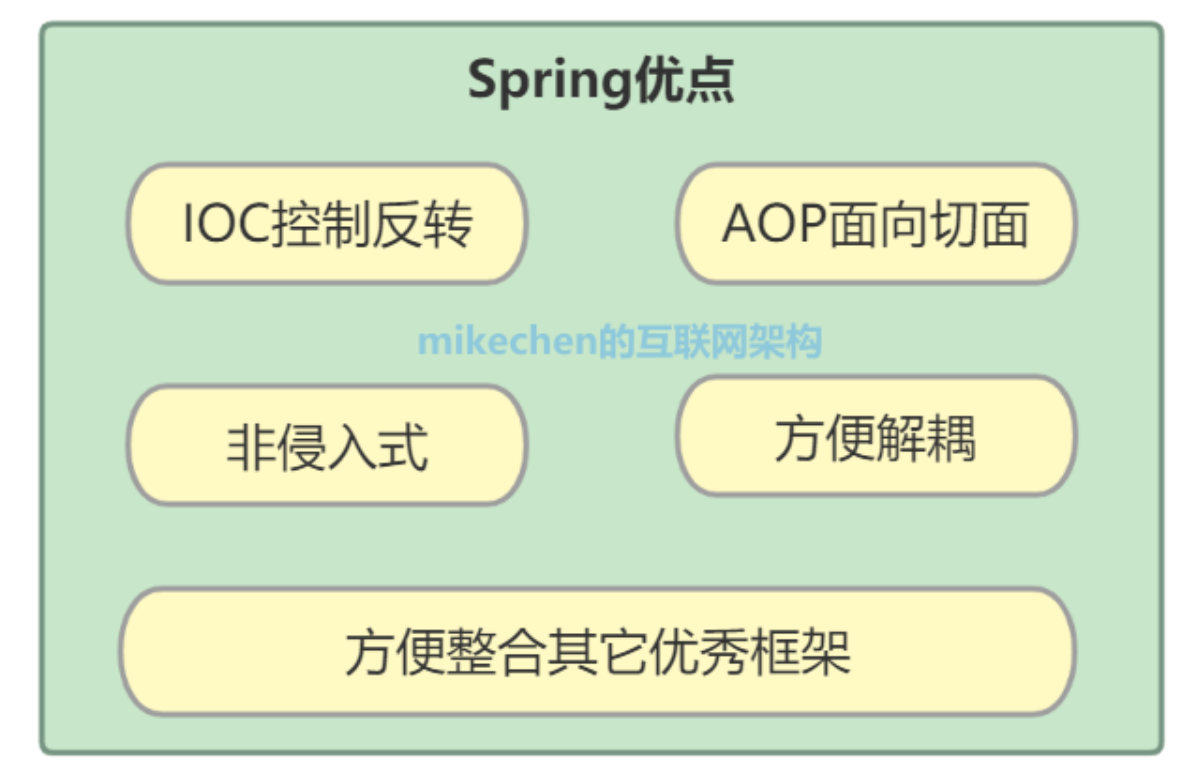 Spring优点
IOC控制反转
AOP面向切面
mikechen的互联网架构
非侵入式
方便解耦
方便整合其它优秀框架